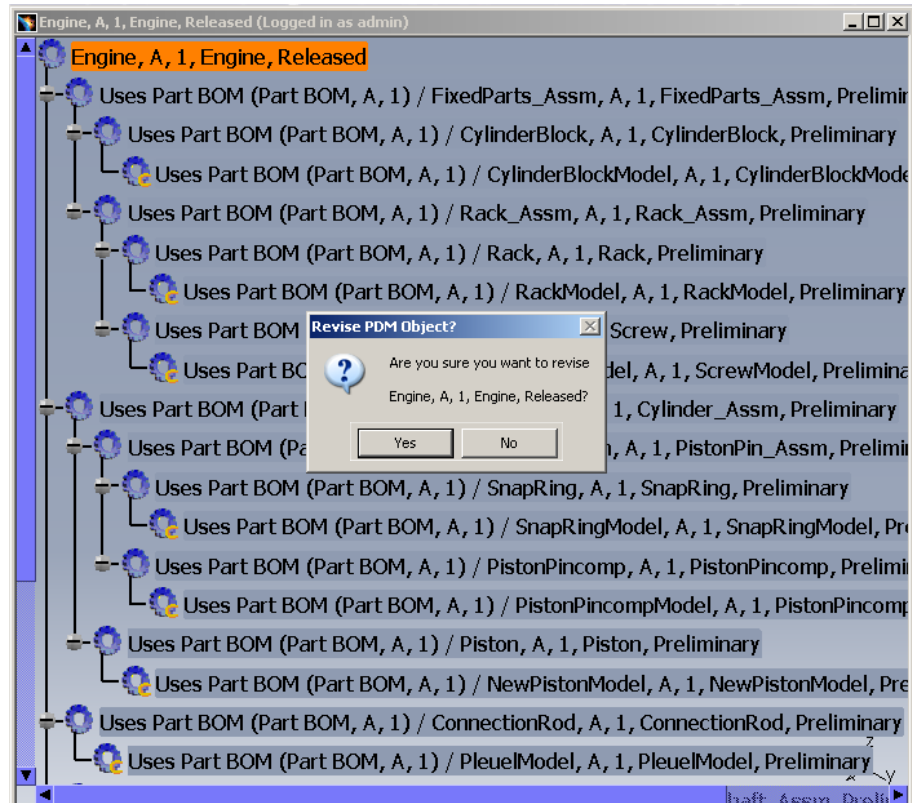 Engine, A, 1, Engine, Released (Logged in as admin)
Engine, A, 1, Engine, Released
Uses Part BOM (Part BOM, A, 1) / FixedParts_Assm, A, 1, FixedParts_Assm, Prelimin
Uses Part BOM (Part BOM, A, 1) / CylinderBlock, A, 1, CylinderBlock, Preliminary
Uses Part BOM (Part BOM, A, 1) / CylinderBlockModel, A, 1, CylinderBlockMode
Uses Part BOM (Part BOM, A, 1) / Rack_Assm, A, 1, Rack_Assm, Preliminary
Uses Part BOM (Part BOM, A, 1) / Rack, A, 1, Rack, Preliminary
Uses Part BOM (Part BOM, A, 1) / RackModel, A, 1, RackModel, Preliminary
Uses Part BOM Screw, Preliminary
Uses Part BO del, A, 1, ScrewModel, Prelimina
Uses Part BOM (Part 1, Cylinder_Assm, Preliminary
Uses Part BOM (Pa , A, 1, PistonPin_Assm, Prelimi
Revise PDM Object?
Are you sure you want to revise
Engine, A, 1, Engine, Released?
Yes No
Uses Part BOM (Part BOM, A, 1) / SnapRing, A, 1, SnapRing, Preliminary
Uses Part BOM (Part BOM, A, 1) / SnapRingModel, A, 1, SnapRingModel, Pre
Uses Part BOM (Part BOM, A, 1) / PistonPincomp, A, 1, PistonPincomp, Prelimi
Uses Part BOM (Part BOM, A, 1) / PistonPincompModel, A, 1, PistonPincomp
Uses Part BOM (Part BOM, A, 1) / Piston, A, 1, Piston, Preliminary
Uses Part BOM (Part BOM, A, 1) / NewPistonModel, A, 1, NewPistonModel, Pre
Uses Part BOM (Part BOM, A, 1) / ConnectionRod, A, 1, ConnectionRod, Preliminary
Uses Part BOM (Part BOM, A, 1) / PleuelModel, A, 1, PleuelModel, Preliminary
z
x y